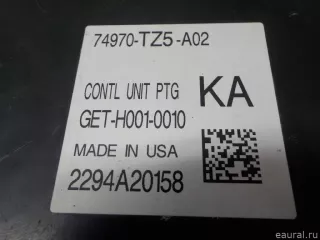 74970-TZ5-A02
CONTL UNIT PTG KA
GET-H001-0010
MADE IN USA
2294A20158
eaural.ru